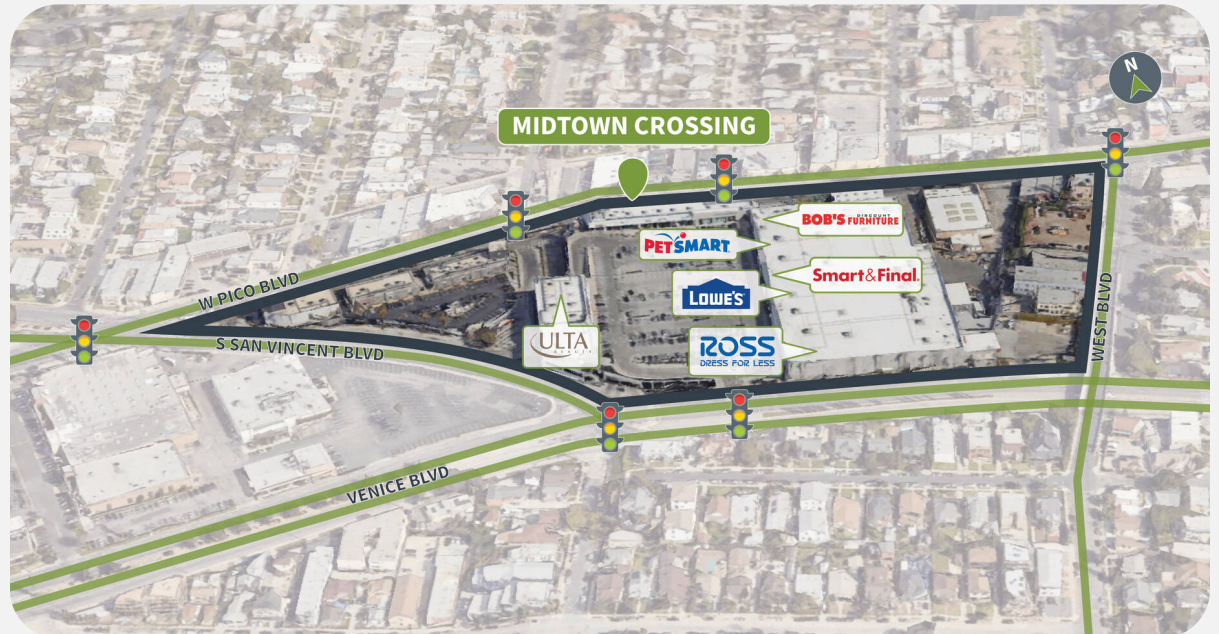 N
MIDTOWN CROSSING
BOB'S DISCOUNT FURNITURE
PETSMART
Smart&Final.
LOWE'S
ULTA
BEAUTY
ROSS
DRESS FOR LESS
W PICO BLVD
S SAN VINCENT BLVD
WEST BLVD
VENICE BLVD